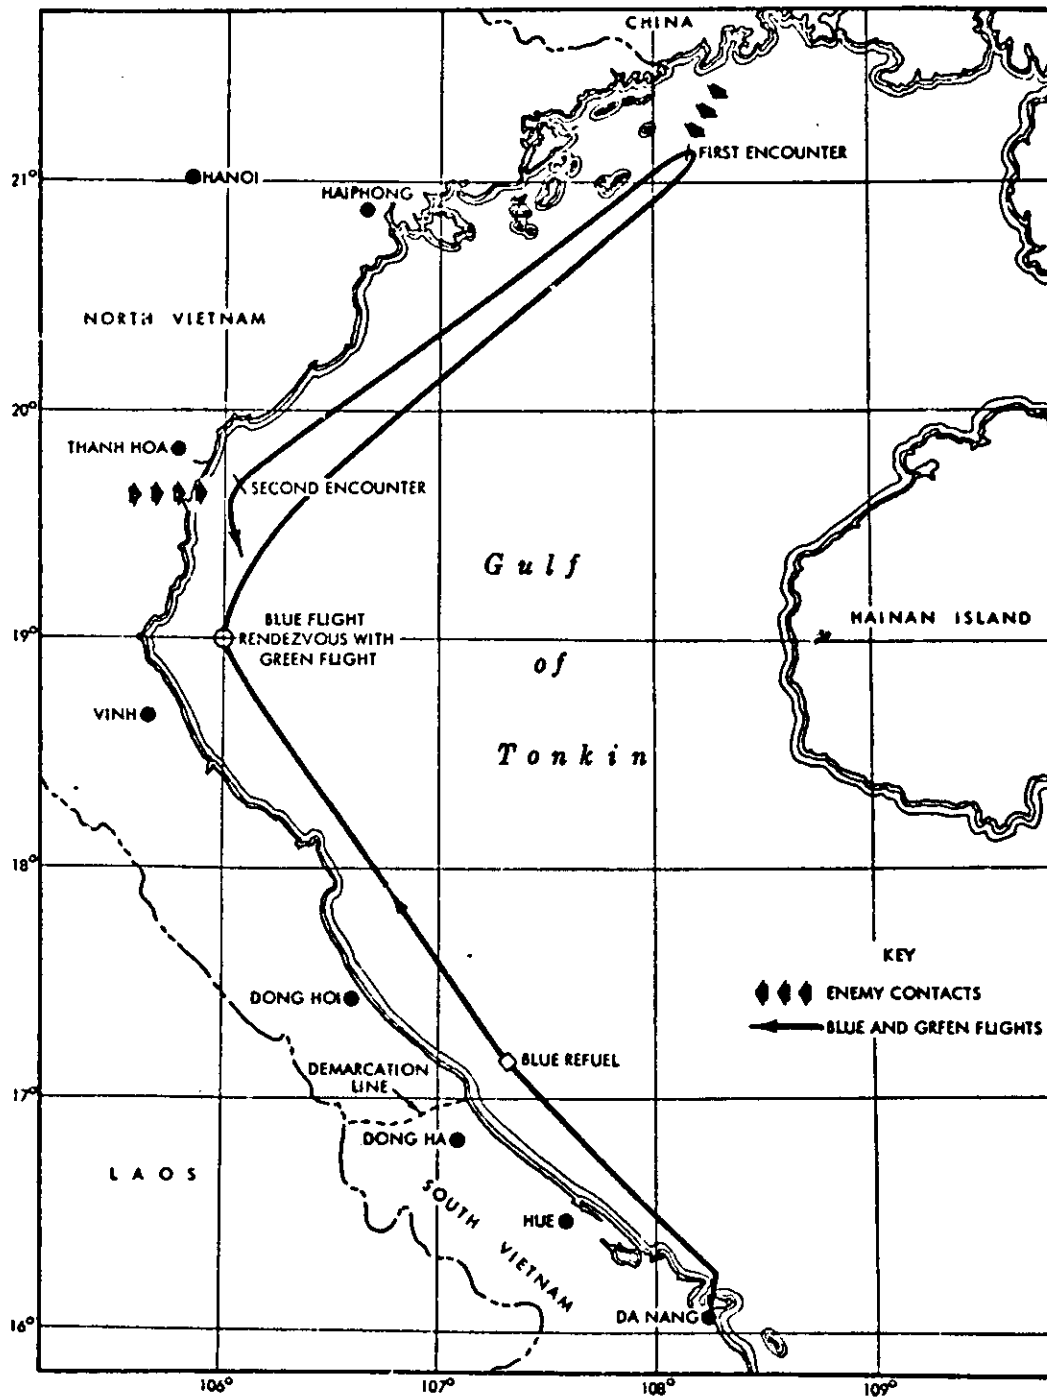 CHINA
FIRST ENCOUNTER
21°
HANOI
HAIPHONG
NORTH VIETNAM
20°
THANH HOA
SECOND ENCOUNTER
Gulf
BLUE FLIGHT
19°
RENDEZVOUS WITH
HAINAN ISLAND
GREEN FLIGHT
of
VINH
Tonkin
18°
KEY
DONG HOI
ENEMY CONTACTS
BLUE AND GREEN FLIGHTS
BLUE REFUEL
DEMARCATION
LINE
17°
DONG HA
LAOS
SOUTH VIETNAM
HUE
DA NANG
16°
106°
107°
108°
109°